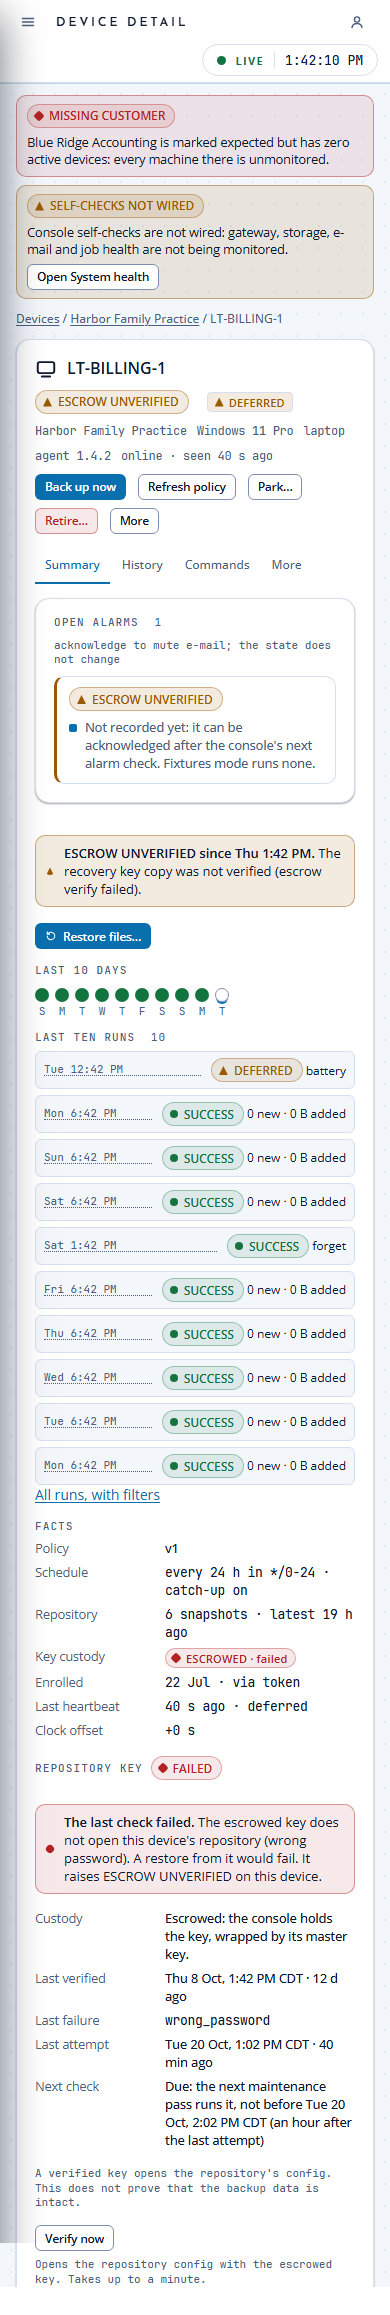 DEVICE DETAIL
LIVE 1:42:10 PM
MISSING CUSTOMER
Blue Ridge Accounting is marked expected but has zero
active devices: every machine there is unmonitored.
SELF-CHECKS NOT WIRED
Console self-checks are not wired: gateway, storage, e-
mail and job health are not being monitored.
Open System health
Devices / Harbor Family Practice / LT-BILLING-1
LT-BILLING-1
ESCROW UNVERIFIED DEFERRED
Harbor Family Practice Windows 11 Pro laptop
agent 1.4.2 online · seen 40 s ago
Back up now Refresh policy Park...
Retire... More
Summary History Commands More
OPEN ALARMS 1
acknowledge to mute e-mail; the state does
not change
ESCROW UNVERIFIED
Not recorded yet: it can be
acknowledged after the console's next
alarm check. Fixtures mode runs none.
ESCROW UNVERIFIED since Thu 1:42 PM. The
recovery key copy was not verified (escrow
verify failed).
Restore files...
LAST 10 DAYS
S M T W T F S S M T
LAST TEN RUNS 10
Tue 12:42 PM DEFERRED battery
Mon 6:42 PM SUCCESS 0 new · 0 B added
Sun 6:42 PM SUCCESS 0 new · 0 B added
Sat 6:42 PM SUCCESS 0 new · 0 B added
Sat 1:42 PM SUCCESS forget
Fri 6:42 PM SUCCESS 0 new · 0 B added
Thu 6:42 PM SUCCESS 0 new · 0 B added
Wed 6:42 PM SUCCESS 0 new · 0 B added
Tue 6:42 PM SUCCESS 0 new · 0 B added
Mon 6:42 PM SUCCESS 0 new · 0 B added
All runs, with filters
FACTS
Policy v1
Schedule every 24 h in */0-24 ·
catch-up on
Repository 6 snapshots · latest 19 h
ago
Key custody ESCROWED · failed
Enrolled 22 Jul · via token
Last heartbeat 40 s ago · deferred
Clock offset +0 s
REPOSITORY KEY FAILED
The last check failed. The escrowed key does
not open this device's repository (wrong
password). A restore from it would fail. It
raises ESCROW UNVERIFIED on this device.
Custody Escrowed: the console holds
the key, wrapped by its master
key.
Last verified Thu 8 Oct, 1:42 PM CDT · 12 d
ago
Last failure wrong_password
Last attempt Tue 20 Oct, 1:02 PM CDT · 40
min ago
Next check Due: the next maintenance
pass runs it, not before Tue 20
Oct, 2:02 PM CDT (an hour after
the last attempt)
A verified key opens the repository's config.
This does not prove that the backup data is
intact.
Verify now
Opens the repository config with the escrowed
key. Takes up to a minute.